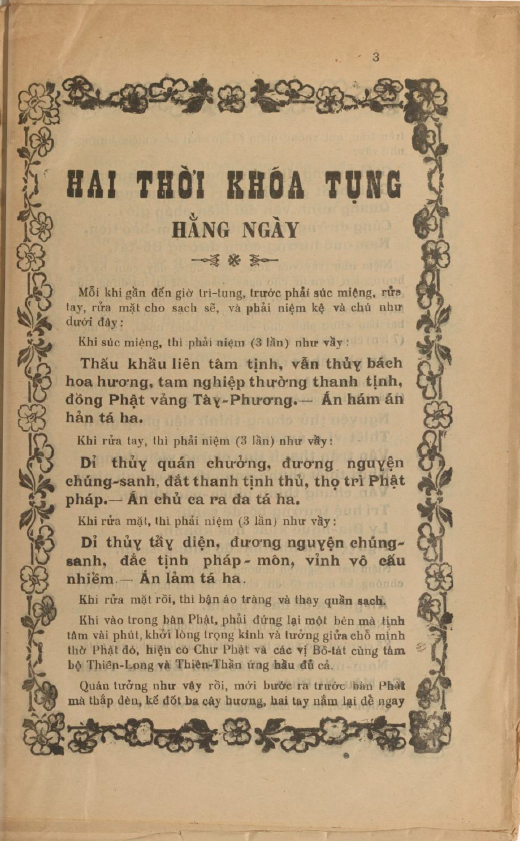 3
HAI THỜI KHÓA TỤNG
HẰNG NGÀY
Mỗi khi gần đến giờ trì-tung, trước phải súc miệng, rửa
tay, rửa mặt cho sạch sẽ, và phải niệm kệ và chú như
dưới đây:
Khi súc miệng, thì phải niệm (3 lần) như vầy:
Thấu khẩu liên tàm tịnh, vẫn thủy bách
hoa hương, tam nghiệp thường thanh tịnh,
đồng Phật vảng Tày-Phương.— Án hám án
hản tá ha.
Khi rửa tay, thì phải niệm (3 lần) như vầy:
Dỉ thủy quán chưởng, đương nguyện
chúng-sanh, đắt thanh tịnh thủ, thọ trì Phật
pháp.— Ấn chủ ca ra đa tá ha.
Khi rửa mặt, thì phải niệm (3 lần) như vầy:
Dỉ thủy tẩy diện, đương nguyện chúng-
sanh, đắc tịnh pháp-môn, vỉnh vô cấu
nhiễm.— Án lảm tá ha.
Khi rửa mặt rồi, thì bận áo tràng và thay quần sạch.
Khi vào trong bàn Phật, phải đứng lại một bên mà tịnh
tâm vài phút, khởi lòng trọng kính và tưởng giữa chỗ mình
thờ Phật đó, hiện có Chư Phật và các vị Bồ-tát cùng tám
bộ Thiên-Long và Thiện-Thần ứng hầu đủ cả.
Quán tưởng như vây rồi, mới bước ra trước bàn Phật
mà thắp đèn, kế đốt ba cây hương, hai tay nắm lại để ngay